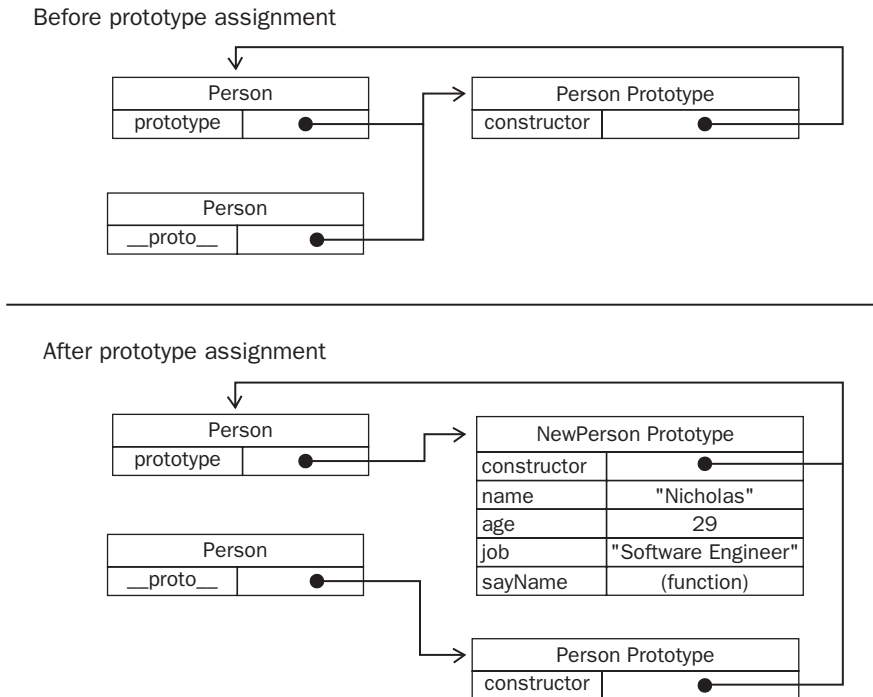 Before prototype assignment
Person
prototype
Person Prototype
constructor
Person
__proto__
After prototype assignment
Person
prototype
NewPerson Prototype
constructor
name "Nicholas"
age 29
job "Software Engineer"
sayName (function)
Person
__proto__
Person Prototype
constructor